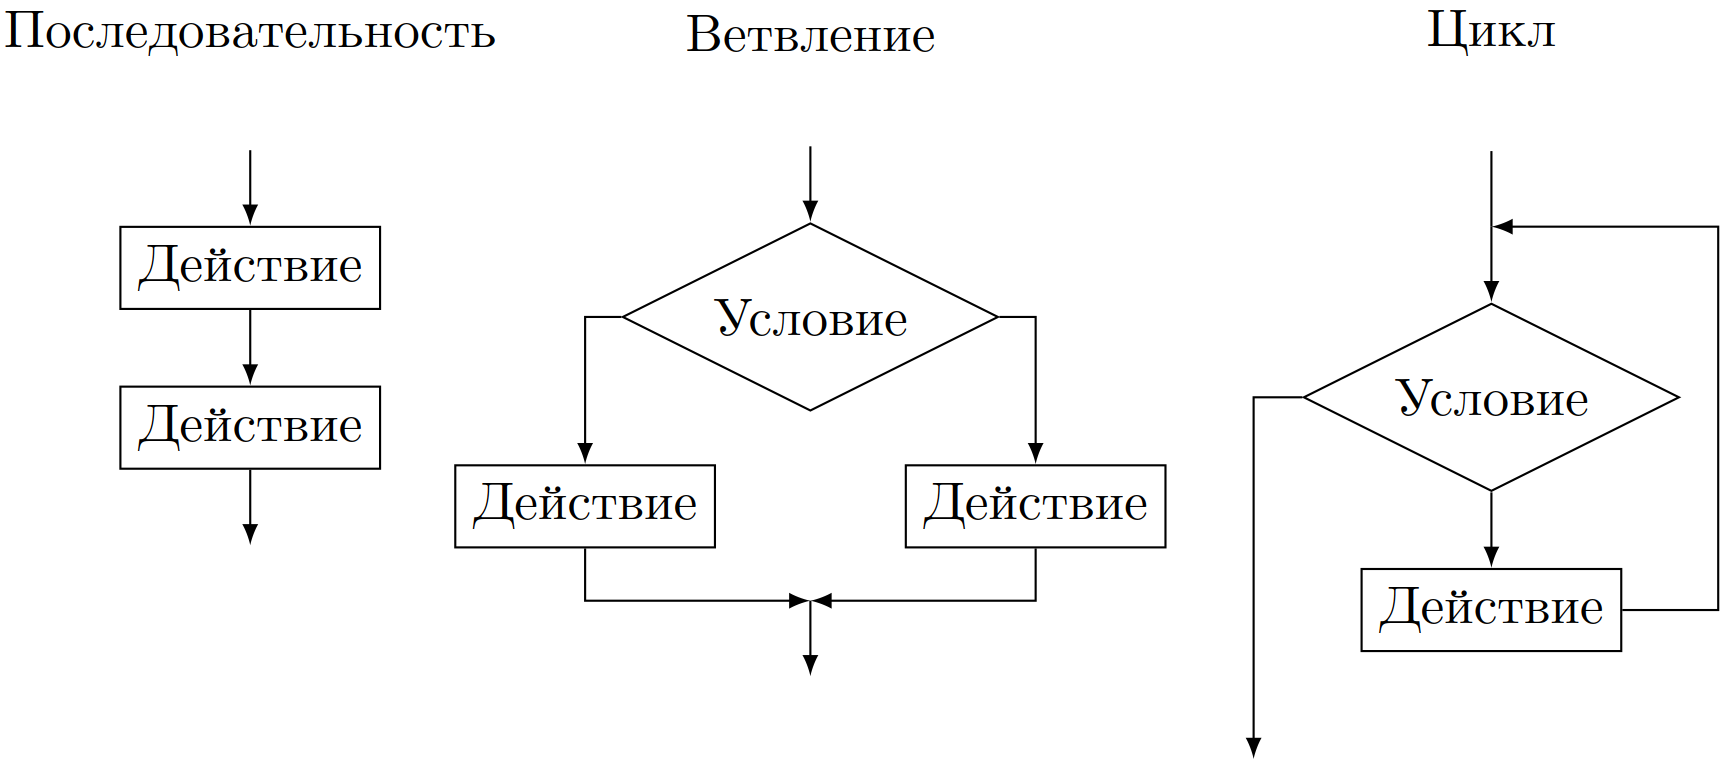 Последовательность
Действие
Действие
Ветвление
Условие
Действие
Действие
Цикл
Условие
Действие